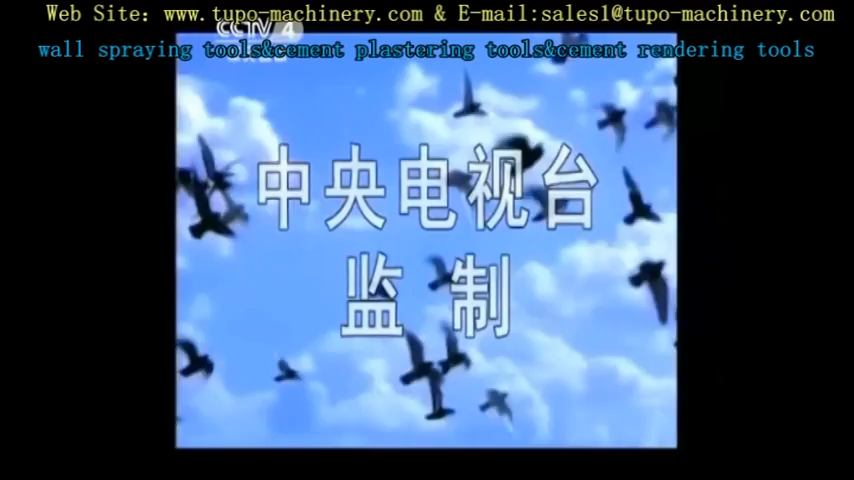 Web Site: www.tupo-machinery.com & E-mail:sales1@tupo-machinery.com
CCTV 4
wall spraying tools&cement plastering tools&cement rendering tools
中央电视台
监制